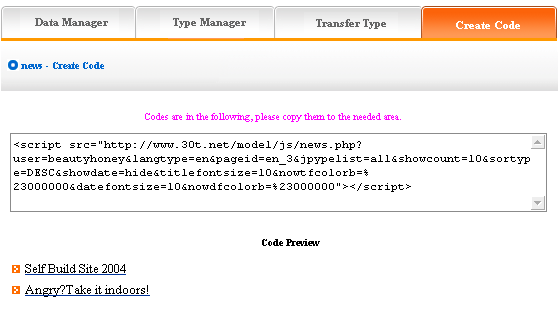 Data Manager Type Manager Transfer Type Create Code
news - Create Code
Codes are in the following, please copy them to the needed area.
<script src="http://www.30t.net/model/js/news.php?
user=beautyhoney&langtype=en&pageid=en_3&jpypelist=all&showcount=10&sortyp
e=DESC&showdate=hide&titlefontsize=10&nowtfcolorb=%
23000000&datefontsize=10&nowdfcolorb=%23000000"></script>
Code Preview
Self Build Site 2004
Angry?Take it indoors!